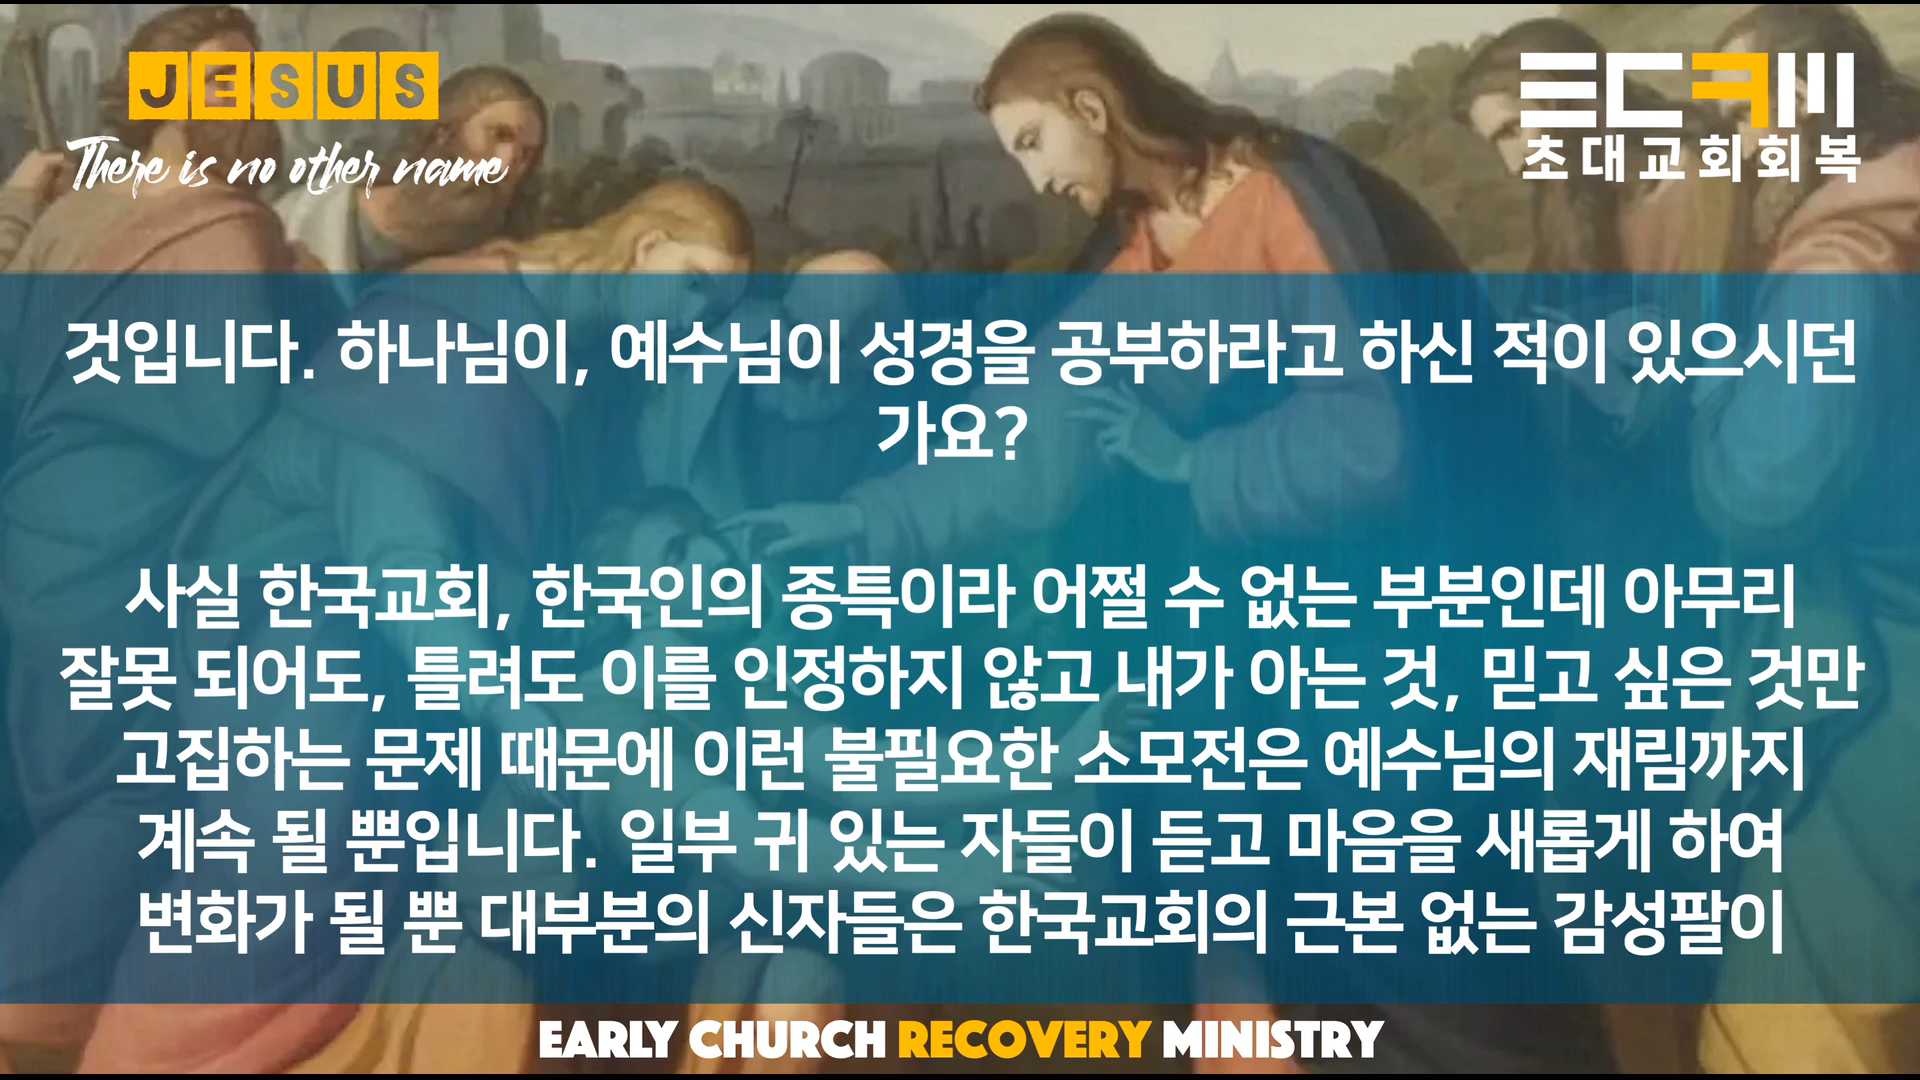 JESUS
There is no other name
초대교회회복
것입니다. 하나님이, 예수님이 성경을 공부하라고 하신 적이 있으시던
가요?
사실 한국교회, 한국인의 종특이라 어쩔 수 없는 부분인데 아무리
잘못 되어도, 틀려도 이를 인정하지 않고 내가 아는 것, 믿고 싶은 것만
고집하는 문제 때문에 이런 불필요한 소모전은 예수님의 재림까지
계속 될 뿐입니다. 일부 귀 있는 자들이 듣고 마음을 새롭게 하여
변화가 될 뿐 대부분의 신자들은 한국교회의 근본 없는 감성팔이
EARLY CHURCH RECOVERY MINISTRY